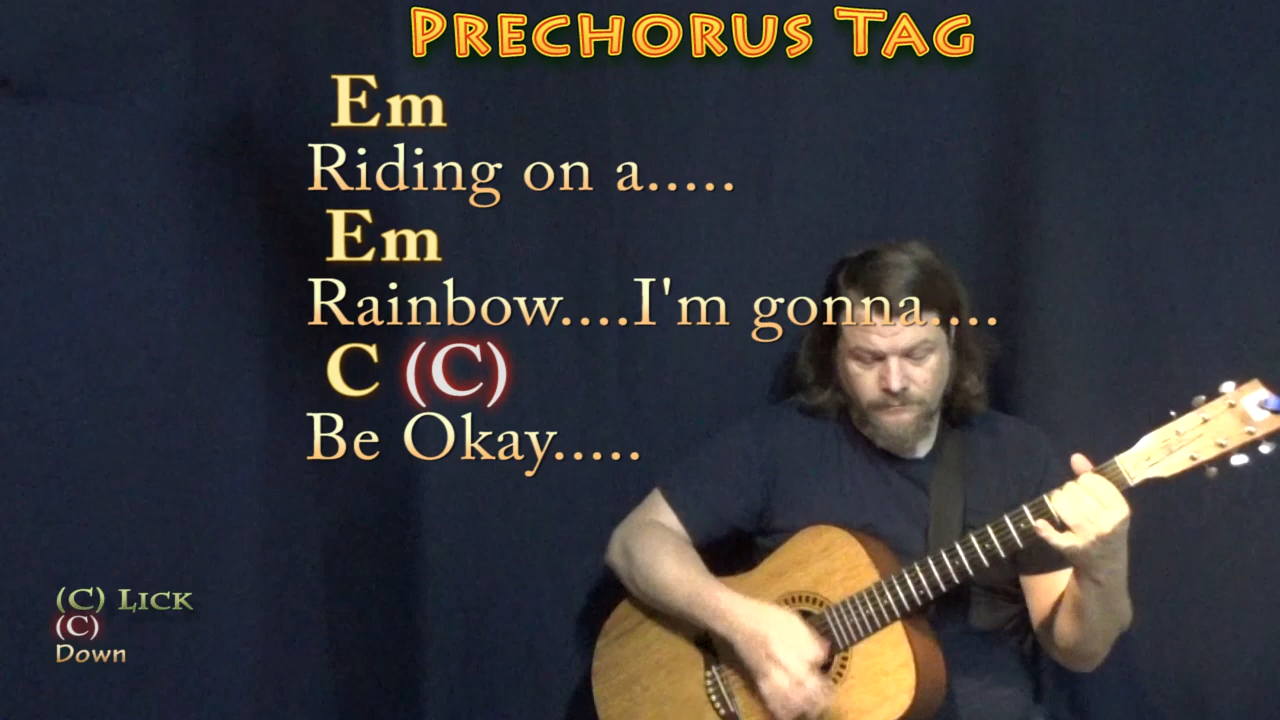 Prechorus Tag
Em
Riding on a.....
Em
Rainbow....I'm gonna....
C (C)
Be Okay.....
(C) Lick
(C)
Down